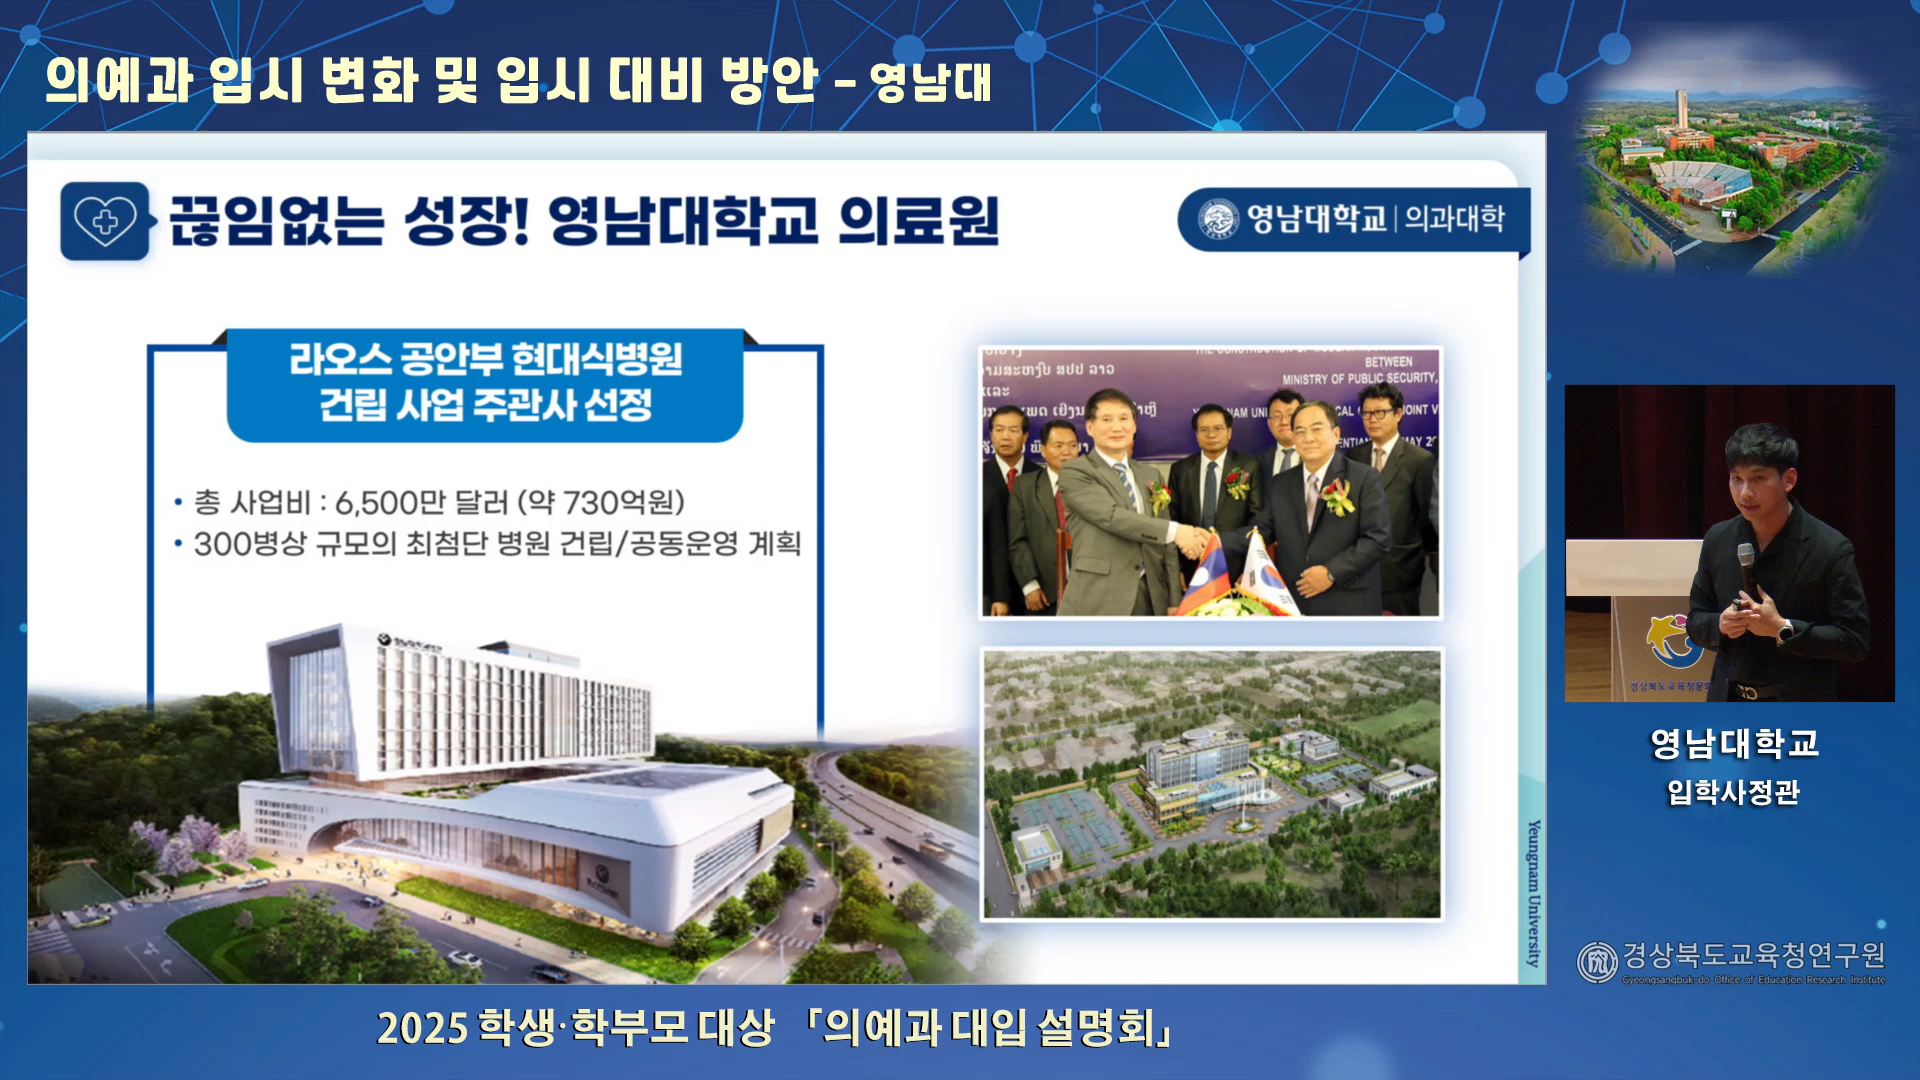 의예과 입시 변화 및 입시 대비 방안 - 영남대
끊임없는 성장! 영남대학교 의료원
영남대학교 | 의과대학
라오스 공안부 현대식병원
건립 사업 주관사 선정
• 총 사업비 : 6,500만 달러 (약 730억원)
• 300병상 규모의 최첨단 병원 건립/공동운영 계획
BETWEEN
MINISTRY OF PUBLIC SECURITY,
Yeungnam University
영남대학교
입학사정관
경상북도교육청연구원
Gyeongsangbuk-do Office of Education Research Institute
2025 학생·학부모 대상 「의예과 대입 설명회」